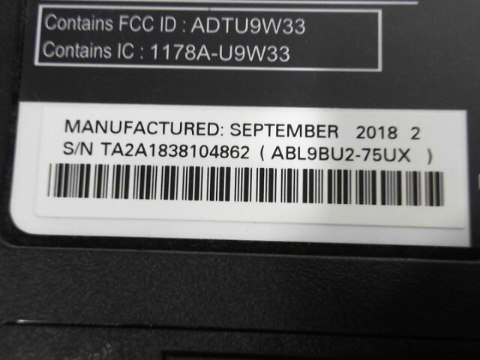 Contains FCC ID : ADTU9W33
Contains IC : 1178A-U9W33
MANUFACTURED: SEPTEMBER 2018 2
S/N TA2A1838104862 ( ABL9BU2-75UX )